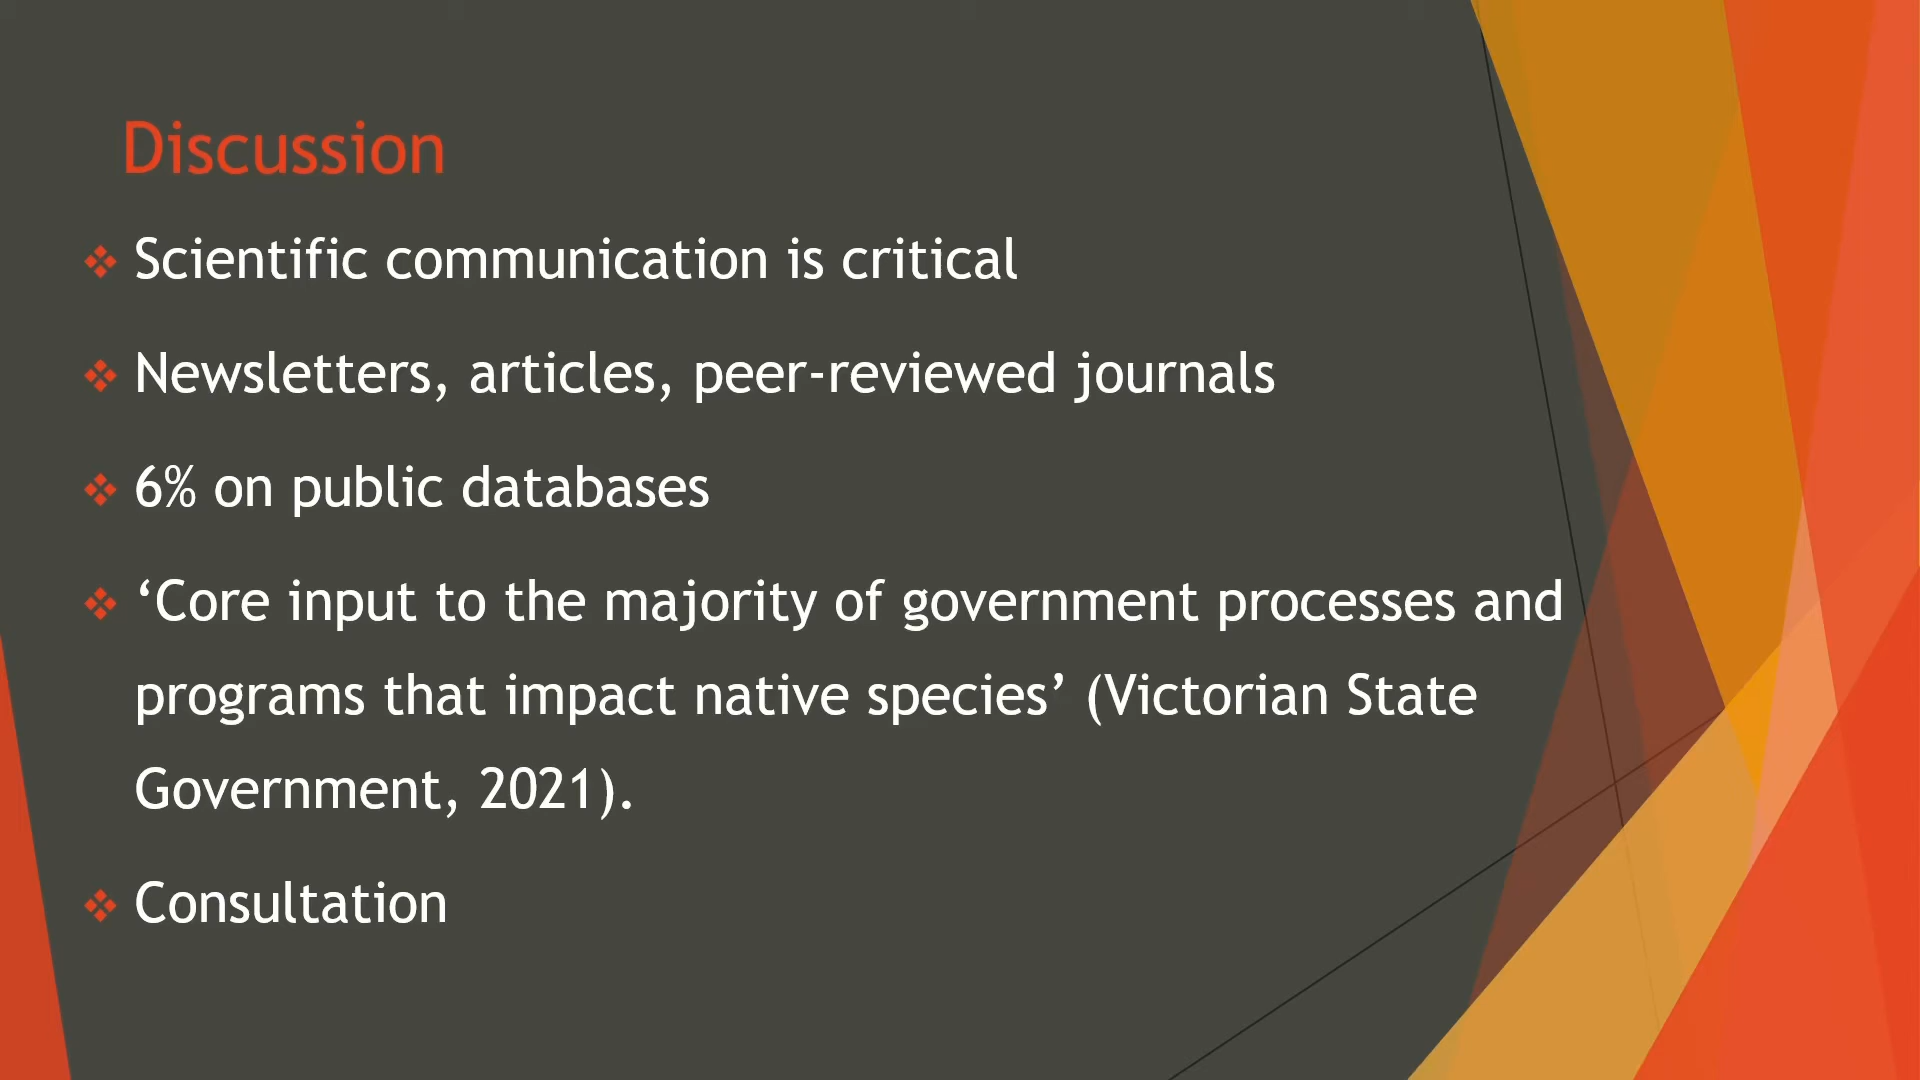 Discussion
Scientific communication is critical
Newsletters, articles, peer-reviewed journals
6% on public databases
‘Core input to the majority of government processes and
programs that impact native species’ (Victorian State
Government, 2021).
Consultation